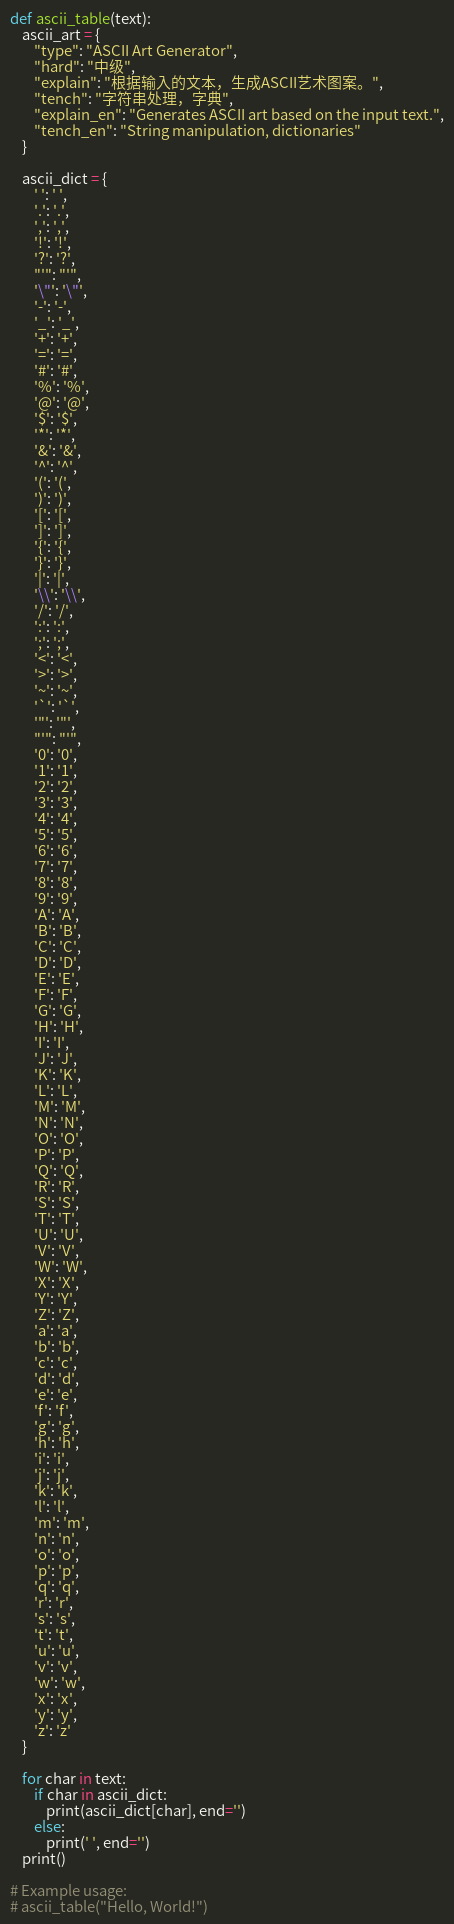 def ascii_table(text):
    ascii_art = {
        "type": "ASCII Art Generator",
        "hard": "中级",
        "explain": "根据输入的文本，生成ASCII艺术图案。",
        "tench": "字符串处理，字典",
        "explain_en": "Generates ASCII art based on the input text.",
        "tench_en": "String manipulation, dictionaries"
    }

    ascii_dict = {
        ' ': ' ',
        '.': '.',
        ',': ',',
        '!': '!',
        '?': '?',
        "'": "'",
        '\"': '\"',
        '-': '-',
        '_': '_',
        '+': '+',
        '=': '=',
        '#': '#',
        '%': '%',
        '@': '@',
        '$': '$',
        '*': '*',
        '&': '&',
        '^': '^',
        '(': '(',
        ')': ')',
        '[': '[',
        ']': ']',
        '{': '{',
        '}': '}',
        '|': '|',
        '\\': '\\',
        '/': '/',
        ':': ':',
        ';': ';',
        '<': '<',
        '>': '>',
        '~': '~',
        '`': '`',
        '"': '"',
        "'": "'",
        '0': '0',
        '1': '1',
        '2': '2',
        '3': '3',
        '4': '4',
        '5': '5',
        '6': '6',
        '7': '7',
        '8': '8',
        '9': '9',
        'A': 'A',
        'B': 'B',
        'C': 'C',
        'D': 'D',
        'E': 'E',
        'F': 'F',
        'G': 'G',
        'H': 'H',
        'I': 'I',
        'J': 'J',
        'K': 'K',
        'L': 'L',
        'M': 'M',
        'N': 'N',
        'O': 'O',
        'P': 'P',
        'Q': 'Q',
        'R': 'R',
        'S': 'S',
        'T': 'T',
        'U': 'U',
        'V': 'V',
        'W': 'W',
        'X': 'X',
        'Y': 'Y',
        'Z': 'Z',
        'a': 'a',
        'b': 'b',
        'c': 'c',
        'd': 'd',
        'e': 'e',
        'f': 'f',
        'g': 'g',
        'h': 'h',
        'i': 'i',
        'j': 'j',
        'k': 'k',
        'l': 'l',
        'm': 'm',
        'n': 'n',
        'o': 'o',
        'p': 'p',
        'q': 'q',
        'r': 'r',
        's': 's',
        't': 't',
        'u': 'u',
        'v': 'v',
        'w': 'w',
        'x': 'x',
        'y': 'y',
        'z': 'z'
    }

    for char in text:
        if char in ascii_dict:
            print(ascii_dict[char], end='')
        else:
            print(' ', end='')
    print()

# Example usage:
# ascii_table("Hello, World!")